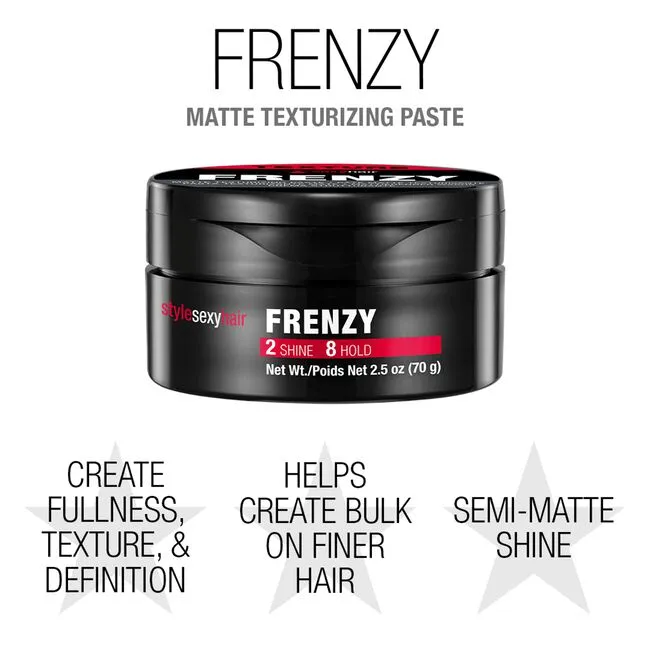 FRENZY
MATTE TEXTURIZING PASTE
FRENZY
stylesexyhair
FRENZY
2 SHINE 8 HOLD
Net Wt./Poids Net 2.5 oz (70 g)
CREATE
FULLNESS,
TEXTURE, &
DEFINITION
HELPS
CREATE BULK
ON FINER
HAIR
SEMI-MATTE
SHINE